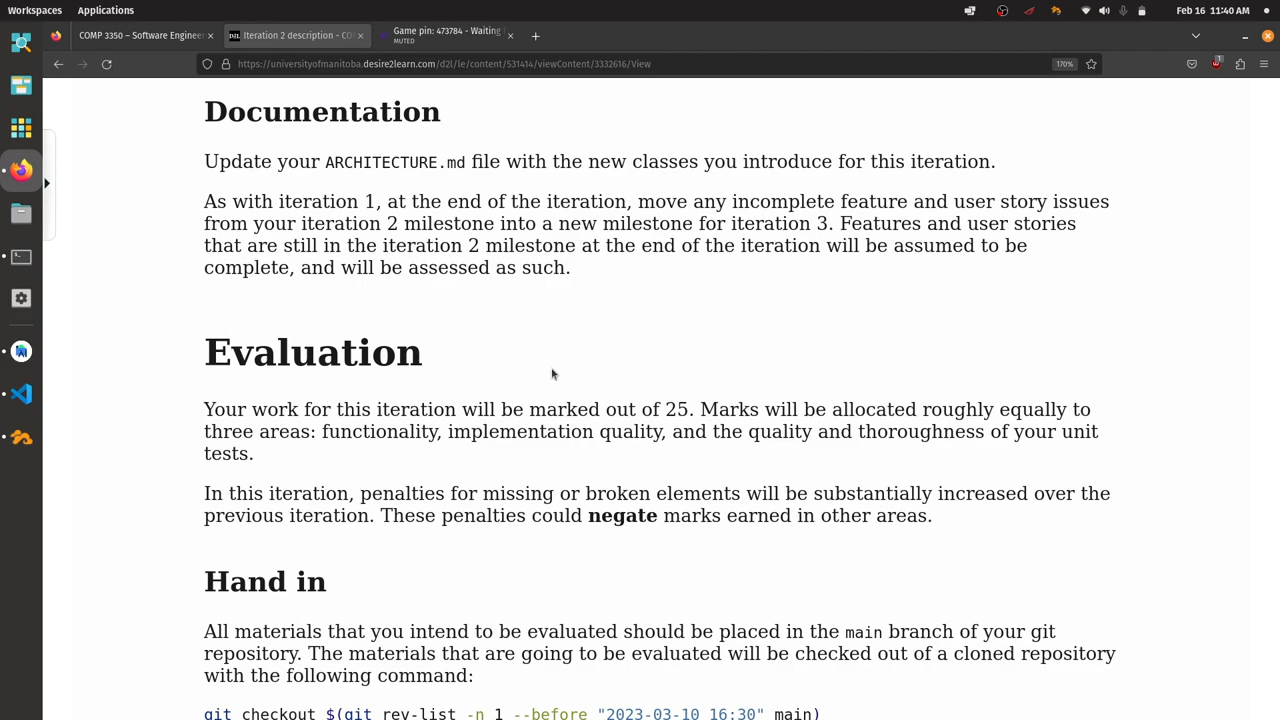 Workspaces Applications Feb 16 11:40 AM
COMP 3350 – Software Enginee × D2L Iteration 2 description - CO × Game pin: 473784 - Waiting × +
MUTED
https://universityofmanitoba.desire2learn.com/d2l/le/content/531414/viewContent/3332616/View 170%
Documentation
Update your ARCHITECTURE.md file with the new classes you introduce for this iteration.
As with iteration 1, at the end of the iteration, move any incomplete feature and user story issues
from your iteration 2 milestone into a new milestone for iteration 3. Features and user stories
that are still in the iteration 2 milestone at the end of the iteration will be assumed to be
complete, and will be assessed as such.
Evaluation
Your work for this iteration will be marked out of 25. Marks will be allocated roughly equally to
three areas: functionality, implementation quality, and the quality and thoroughness of your unit
tests.
In this iteration, penalties for missing or broken elements will be substantially increased over the
previous iteration. These penalties could negate marks earned in other areas.
Hand in
All materials that you intend to be evaluated should be placed in the main branch of your git
repository. The materials that are going to be evaluated will be checked out of a cloned repository
with the following command:
git checkout $(git rev-list -n 1 --before "2023-03-10 16:30" main)